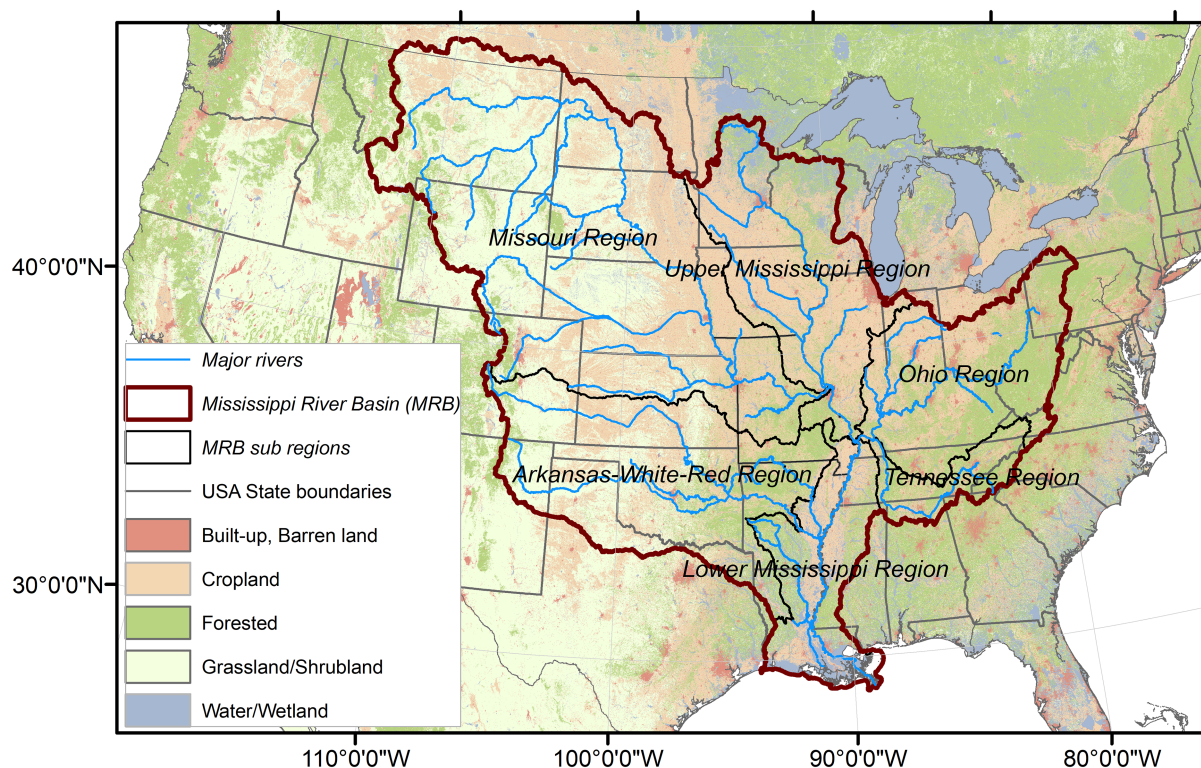 Missouri Region
Upper Mississippi Region
40°0'0"N
Major rivers
Ohio Region
Mississippi River Basin (MRB)
MRB sub regions
Arkansas-White-Red Region
Tennessee Region
USA State boundaries
Built-up, Barren land
Lower Mississippi Region
30°0'0"N
Cropland
Forested
Grassland/Shrubland
Water/Wetland
110°0'0"W
100°0'0"W
90°0'0"W
80°0'0"W